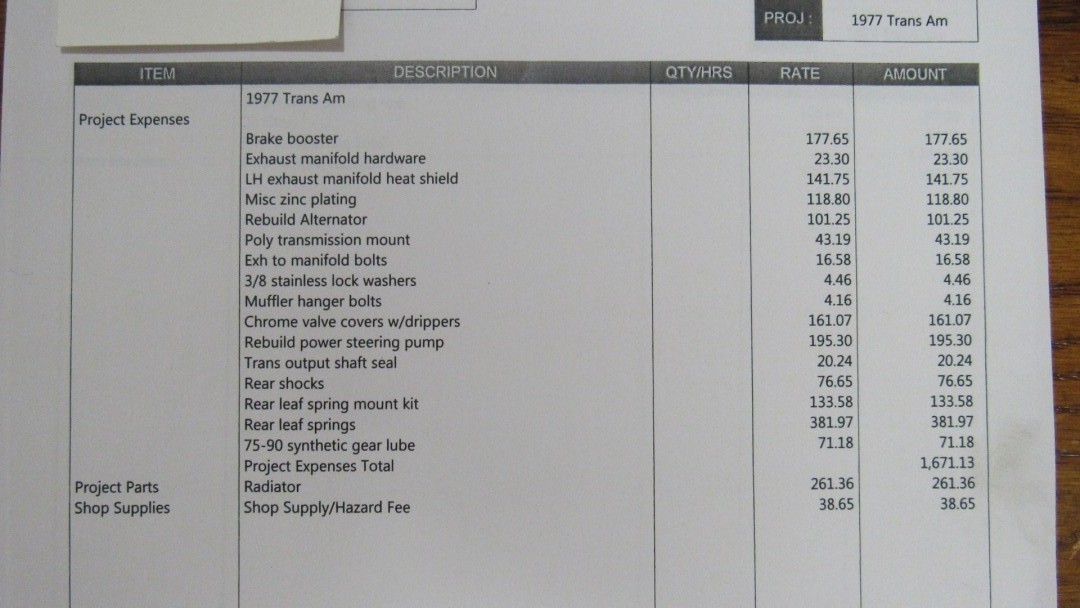 PROJ: 1977 Trans Am
ITEM DESCRIPTION QTY/HRS RATE AMOUNT
1977 Trans Am
Project Expenses
Brake booster 177.65 177.65
Exhaust manifold hardware 23.30 23.30
LH exhaust manifold heat shield 141.75 141.75
Misc zinc plating 118.80 118.80
Rebuild Alternator 101.25 101.25
Poly transmission mount 43.19 43.19
Exh to manifold bolts 16.58 16.58
3/8 stainless lock washers 4.46 4.46
Muffler hanger bolts 4.16 4.16
Chrome valve covers w/drippers 161.07 161.07
Rebuild power steering pump 195.30 195.30
Trans output shaft seal 20.24 20.24
Rear shocks 76.65 76.65
Rear leaf spring mount kit 133.58 133.58
Rear leaf springs 381.97 381.97
75-90 synthetic gear lube 71.18 71.18
Project Expenses Total 1,671.13
Project Parts Radiator 261.36 261.36
Shop Supplies Shop Supply/Hazard Fee 38.65 38.65